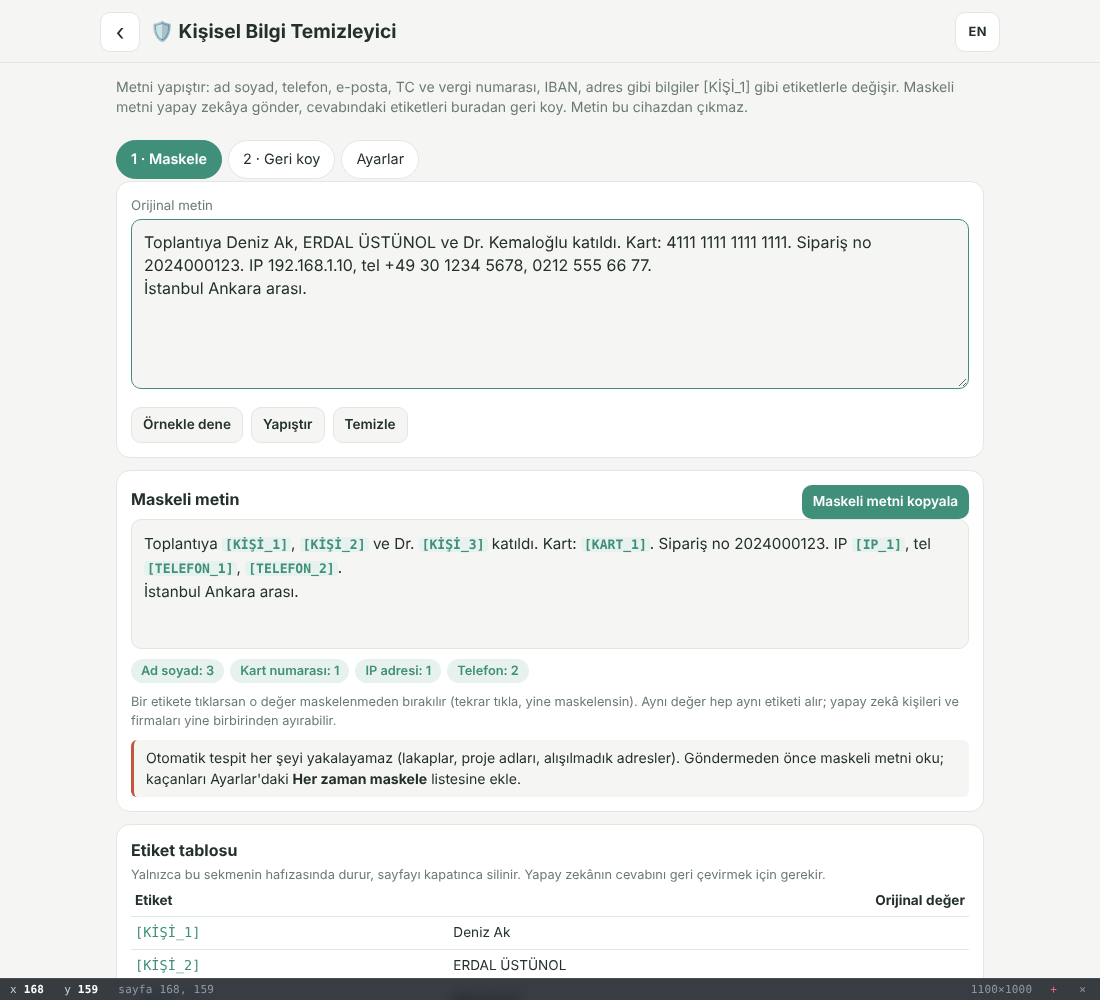 ‹
🛡️ Kişisel Bilgi Temizleyici
EN
Metni yapıştır: ad soyad, telefon, e-posta, TC ve vergi numarası, IBAN, adres gibi bilgiler [KİŞİ_1] gibi etiketlerle değişir. Maskeli
metni yapay zekâya gönder, cevabındaki etiketleri buradan geri koy. Metin bu cihazdan çıkmaz.
1 · Maskele
2 · Geri koy
Ayarlar
Orijinal metin
Toplantıya Deniz Ak, ERDAL ÜSTÜNOL ve Dr. Kemaloğlu katıldı. Kart: 4111 1111 1111 1111. Sipariş no
2024000123. IP 192.168.1.10, tel +49 30 1234 5678, 0212 555 66 77.
İstanbul Ankara arası.
Örnekle dene
Yapıştır
Temizle
Maskeli metin
Maskeli metni kopyala
Toplantıya [KİŞİ_1], [KİŞİ_2] ve Dr. [KİŞİ_3] katıldı. Kart: [KART_1]. Sipariş no 2024000123. IP [IP_1], tel
[TELEFON_1], [TELEFON_2].
İstanbul Ankara arası.
Ad soyad: 3
Kart numarası: 1
IP adresi: 1
Telefon: 2
Bir etikete tıklarsan o değer maskelenmeden bırakılır (tekrar tıkla, yine maskelensin). Aynı değer hep aynı etiketi alır; yapay zekâ kişileri ve
firmaları yine birbirinden ayırabilir.
Otomatik tespit her şeyi yakalayamaz (lakaplar, proje adları, alışılmadık adresler). Göndermeden önce maskeli metni oku;
kaçanları Ayarlar'daki Her zaman maskele listesine ekle.
Etiket tablosu
Yalnızca bu sekmenin hafızasında durur, sayfayı kapatınca silinir. Yapay zekânın cevabını geri çevirmek için gerekir.
Etiket
Orijinal değer
[KİŞİ_1]
Deniz Ak
[KİŞİ_2]
ERDAL ÜSTÜNOL
x 168 y 159 sayfa 168, 159
1100×1000 + ×